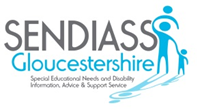 SENDIASS
Gloucestershire
Special Educational Needs and Disability
Information, Advice & Support Service